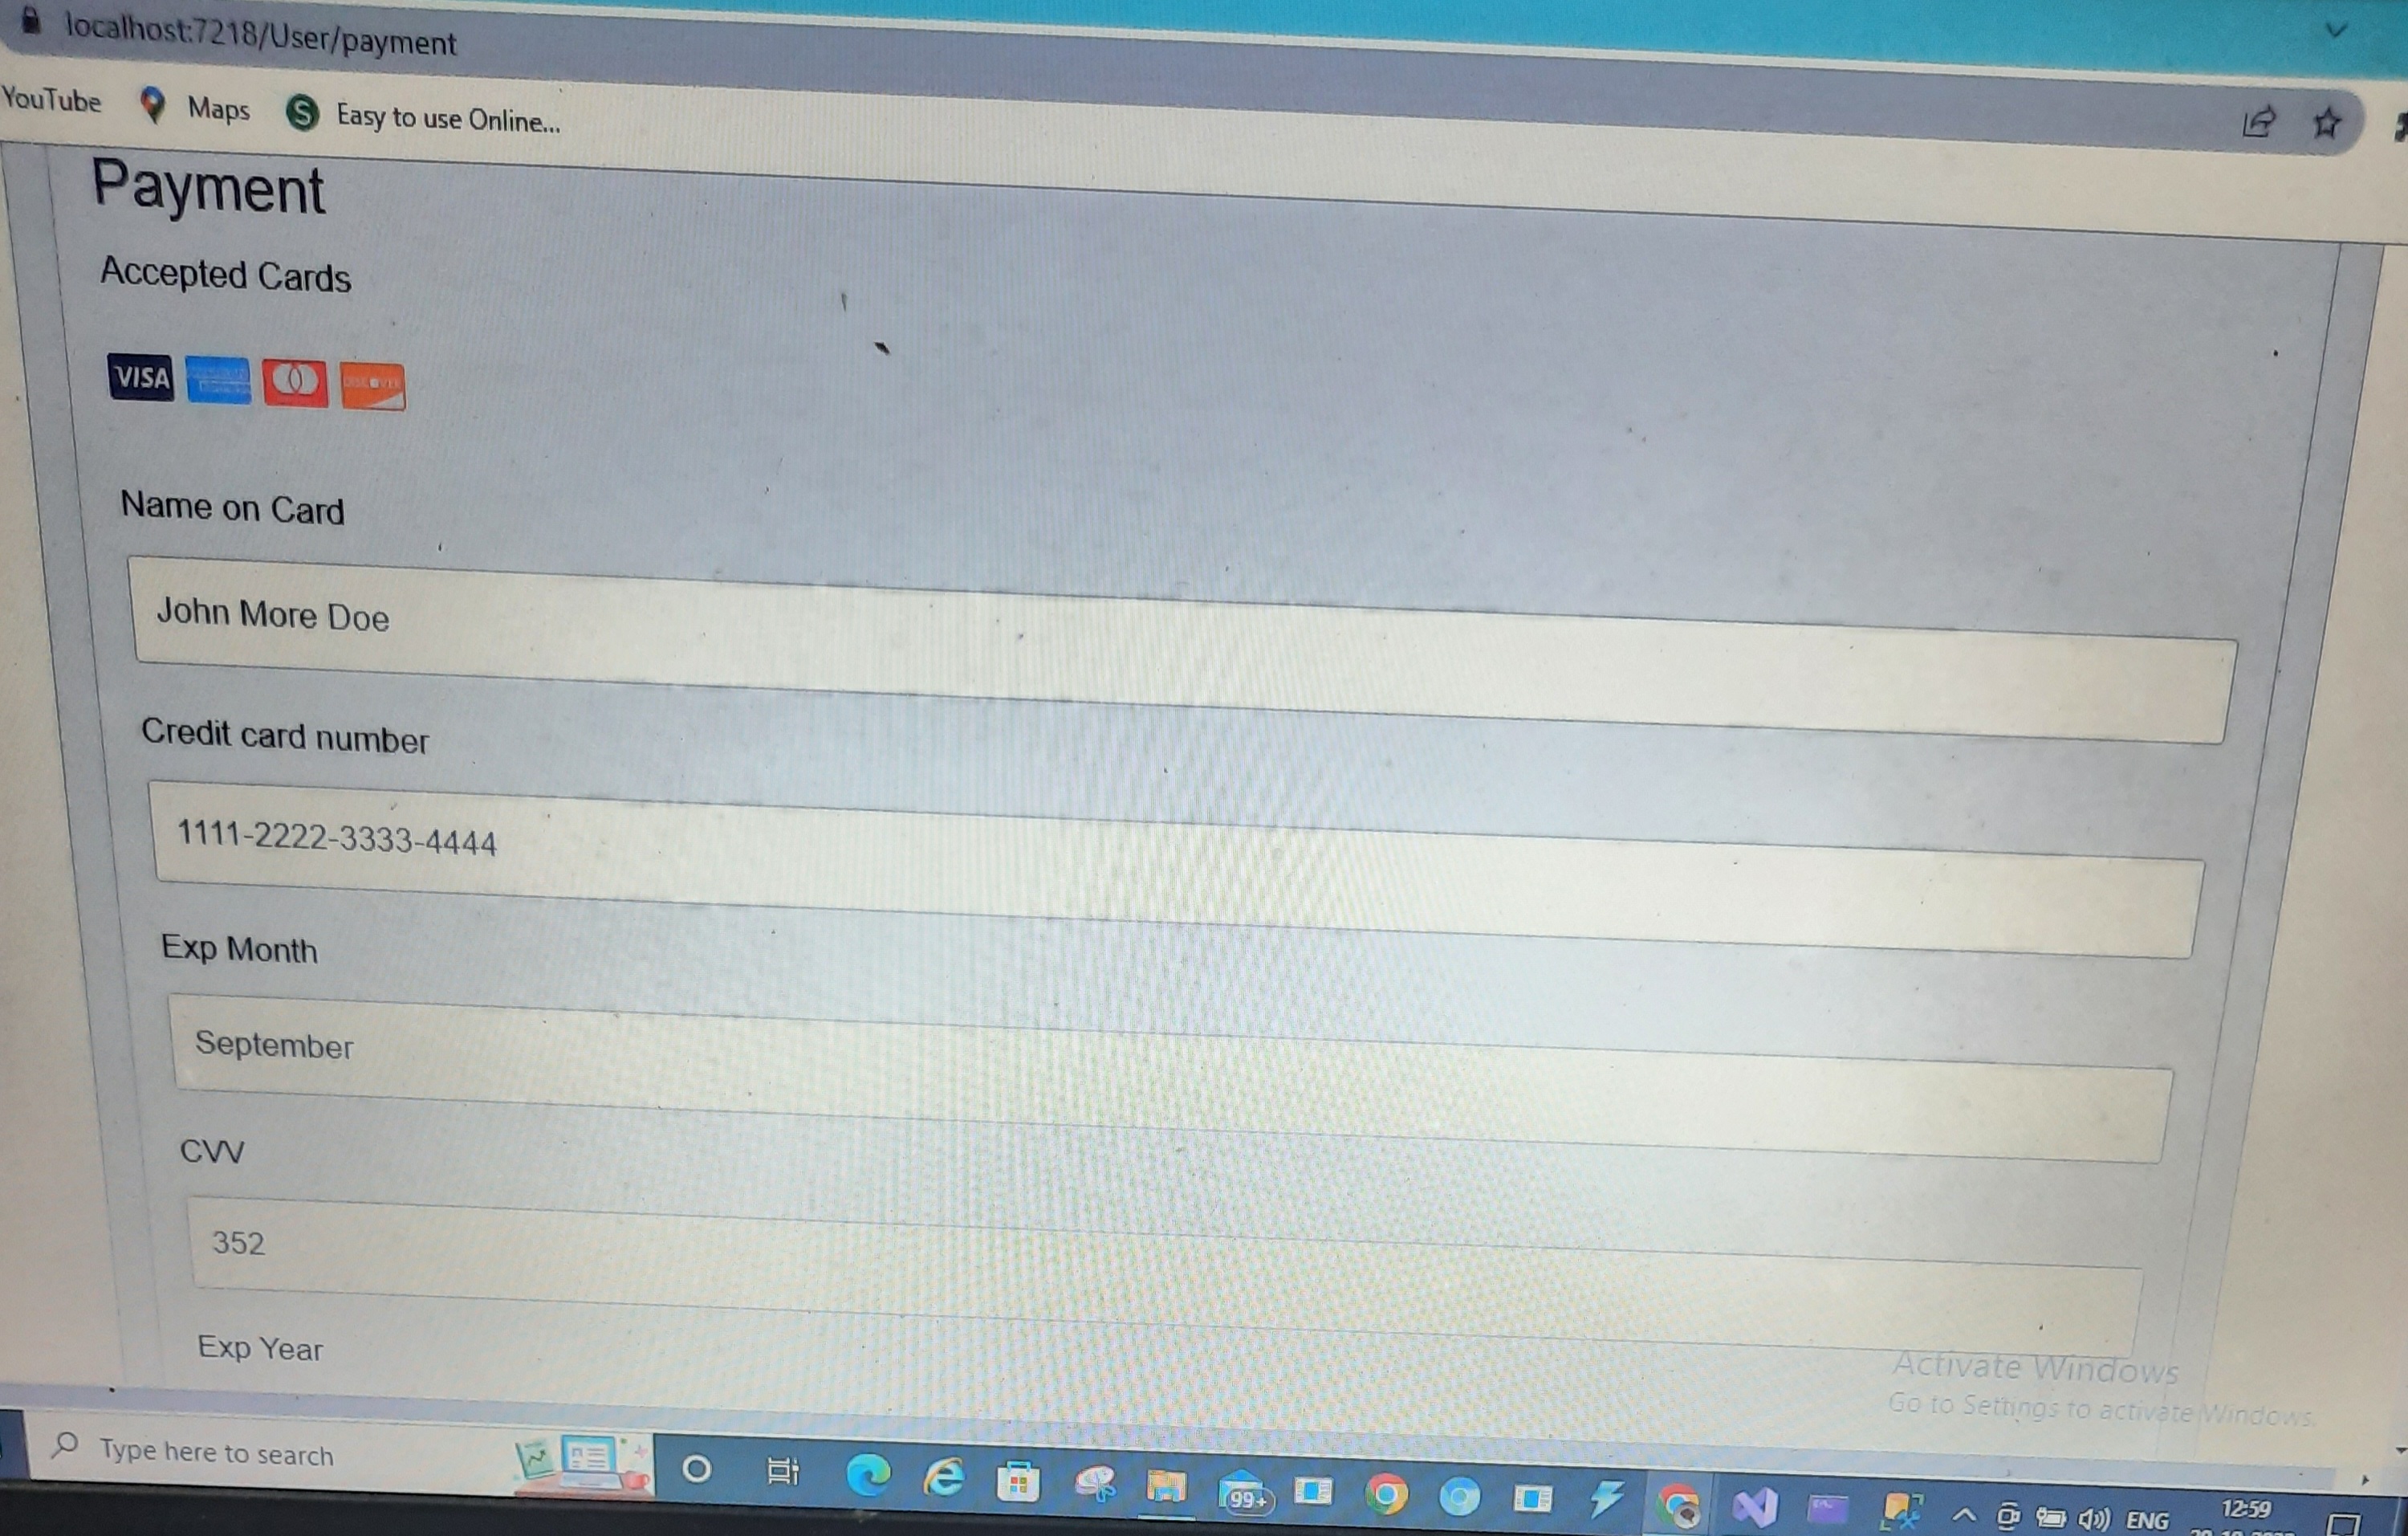 localhost:7218/User/payment
YouTube Maps Easy to use Online...
Payment
Accepted Cards
VISA DISCOVER
Name on Card
John More Doe
Credit card number
1111-2222-3333-4444
Exp Month
September
CVV
352
Exp Year
Activate Windows
Go to Settings to activate Windows.
Type here to search
99+
ENG
12:59